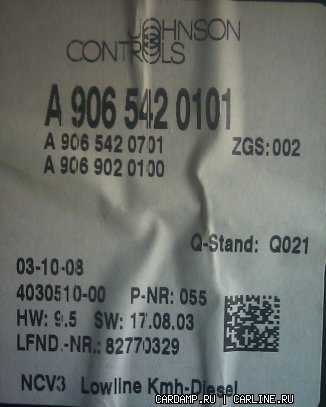 JOHNSON
CONTROLS
A 906 542 0101
A 906 542 0701 ZGS:002
A 906 902 0100
Q-Stand: Q021
03-10-08
4030510-00 P-NR: 055
HW: 9.5 SW: 17.08.03
LFND.-NR.: 82770329
NCV3 Lowline Kmh-Diesel
CARDAMP.RU | CARLINE.RU